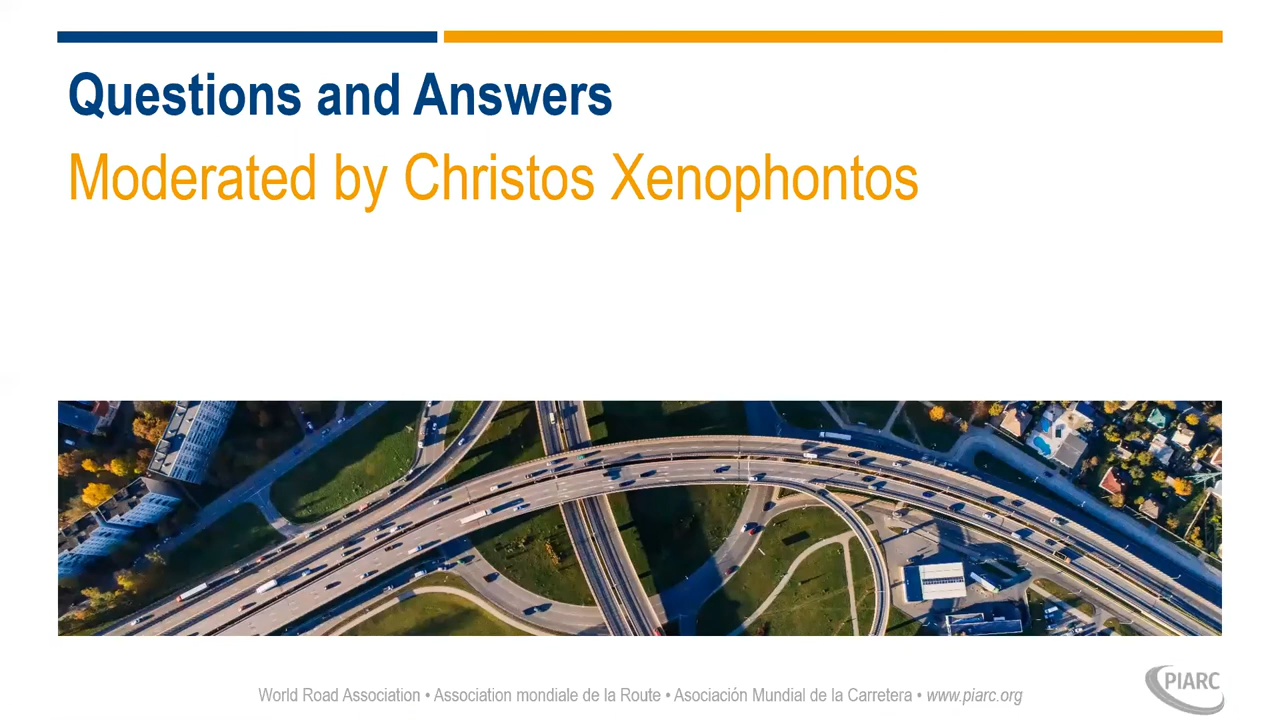 Questions and Answers
Moderated by Christos Xenophontos
World Road Association • Association mondiale de la Route • Asociación Mundial de la Carretera • www.piarc.org
PIARC